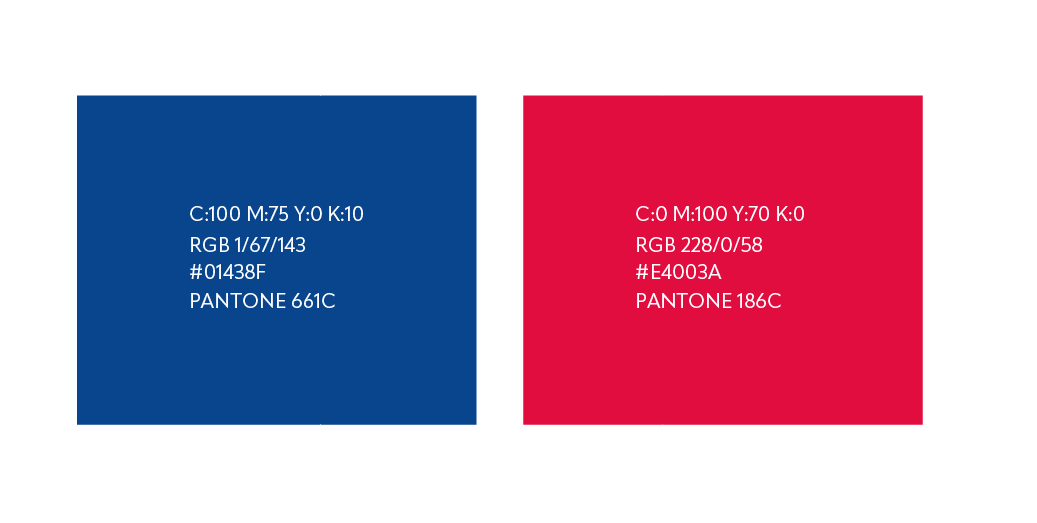 C:100 M:75 Y:0 K:10
RGB 1/67/143
#01438F
PANTONE 661C
C:0 M:100 Y:70 K:0
RGB 228/0/58
#E4003A
PANTONE 186C